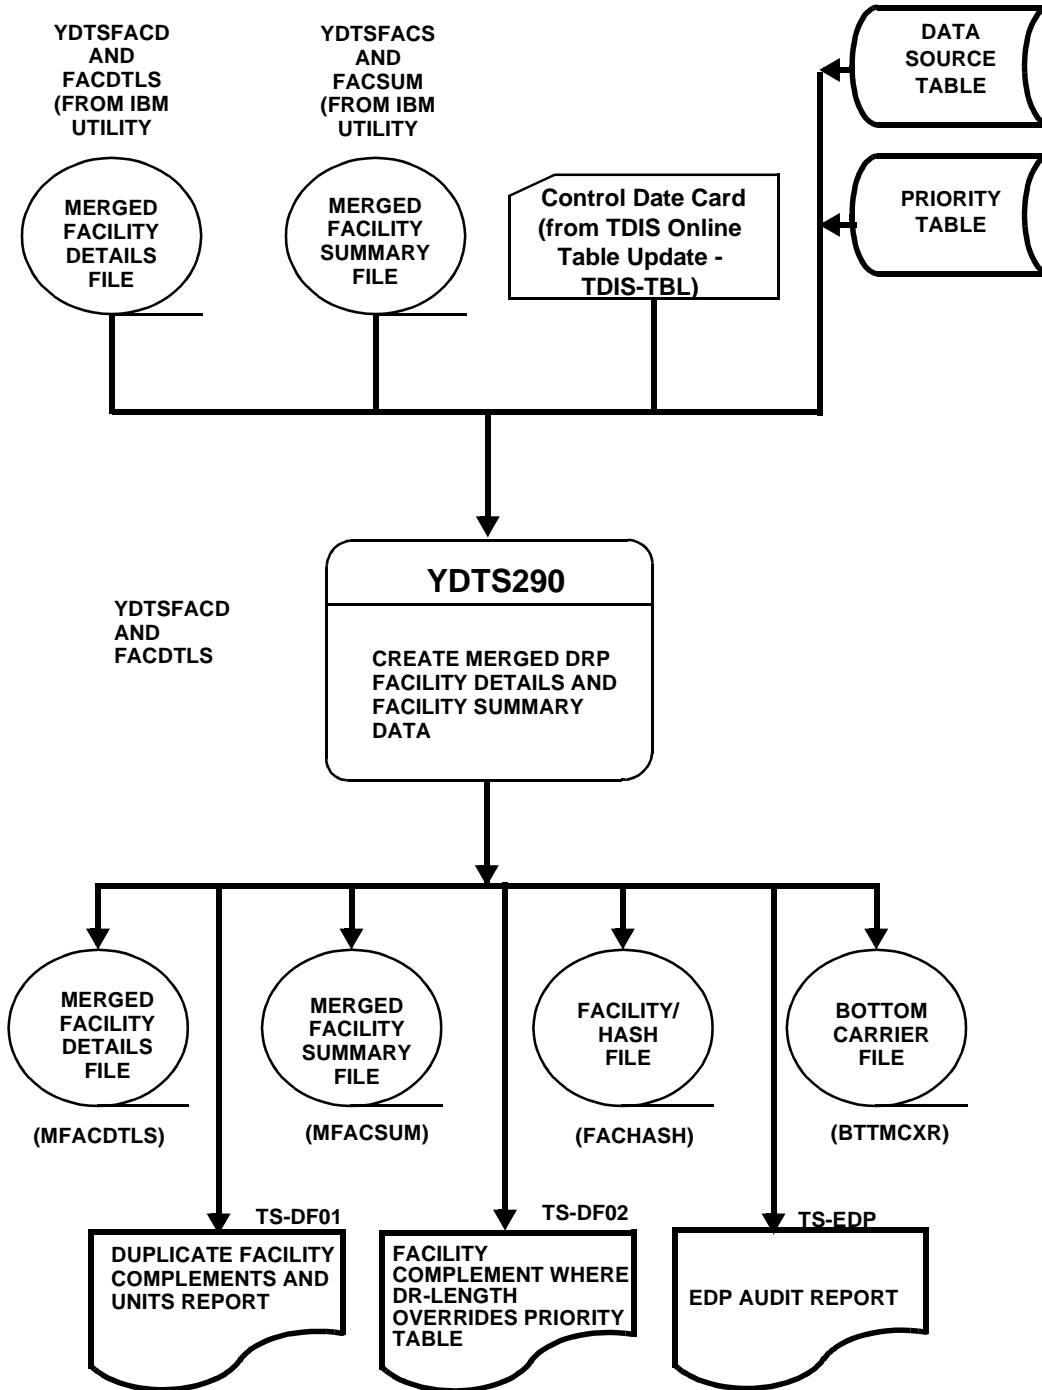 YDTSFACD
AND
FACDTLS
(FROM IBM
UTILITY
YDTSFACS
AND
FACSUM
(FROM IBM
UTILITY
DATA
SOURCE
TABLE
MERGED
FACILITY
DETAILS
FILE
MERGED
FACILITY
SUMMARY
FILE
Control Date Card
(from TDIS Online
Table Update -
TDIS-TBL)
PRIORITY
TABLE
YDTS290
YDTSFACD
AND
FACDTLS
CREATE MERGED DRP
FACILITY DETAILS AND
FACILITY SUMMARY
DATA
MERGED
FACILITY
DETAILS
FILE
MERGED
FACILITY
SUMMARY
FILE
FACILITY/
HASH
FILE
BOTTOM
CARRIER
FILE
(MFACDTLS)
(MFACSUM)
(FACHASH)
(BTTMCXR)
TS-DF01
TS-DF02
TS-EDP
DUPLICATE FACILITY
COMPLEMENTS AND
UNITS REPORT
FACILITY
COMPLEMENT WHERE
DR-LENGTH
OVERRIDES PRIORITY
TABLE
EDP AUDIT REPORT